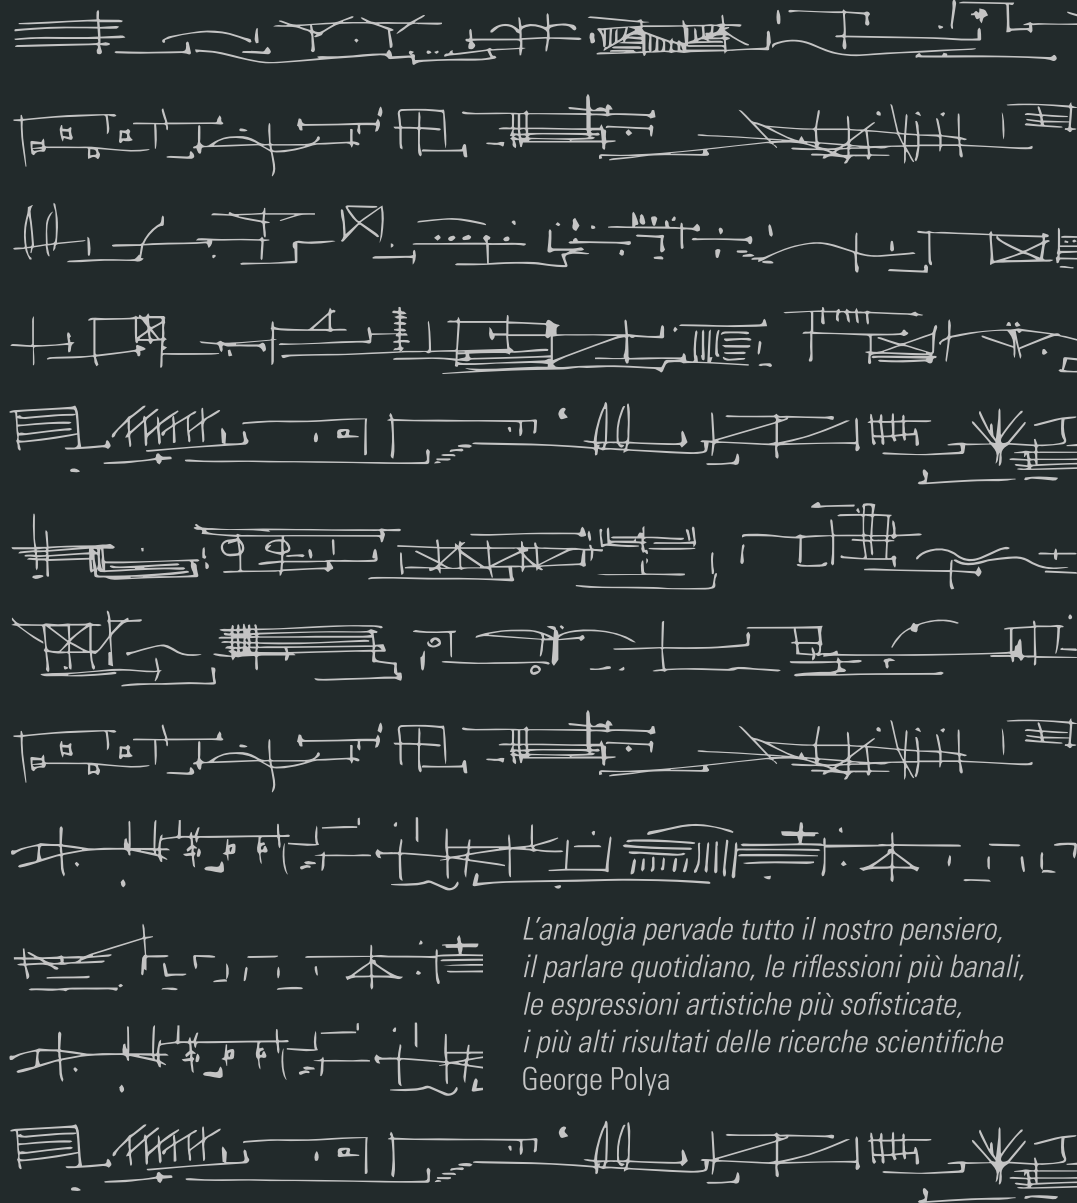 L’analogia pervade tutto il nostro pensiero,
il parlare quotidiano, le riflessioni più banali,
le espressioni artistiche più sofisticate,
i più alti risultati delle ricerche scientifiche
George Polya